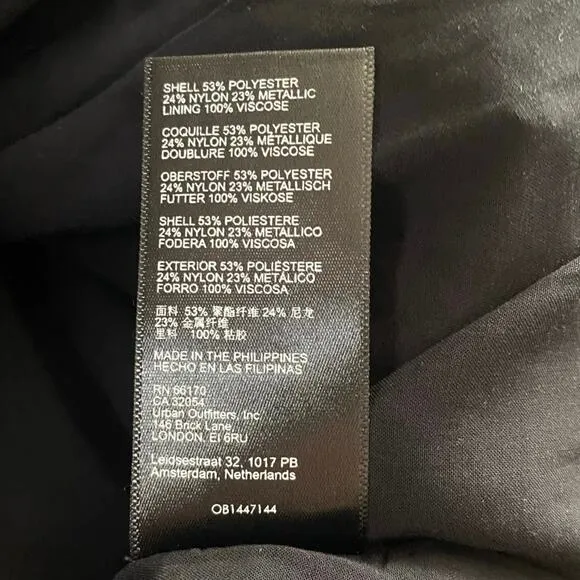 SHELL 53% POLYESTER
24% NYLON 23% METALLIC
LINING 100% VISCOSE
COQUILLE 53% POLYESTER
24% NYLON 23% MÉTALLIQUE
DOUBLURE 100% VISCOSE
OBERSTOFF 53% POLYESTER
24% NYLON 23% METALLISCH
FUTTER 100% VISKOSE
SHELL 53% POLIESTERE
24% NYLON 23% METALLICO
FODERA 100% VISCOSA
EXTERIOR 53% POLIÉSTERE
24% NYLON 23% METÁLICO
FORRO 100% VISCOSA
面料 53% 聚酯纤维 24% 尼龙
23% 金属纤维
里料 100% 粘胶
MADE IN THE PHILIPPINES
HECHO EN LAS FILIPINAS
RN 66170
CA 32054
Urban Outfitters, Inc
146 Brick Lane
LONDON, EI 6RU
Leidsestraat 32, 1017 PB
Amsterdam, Netherlands
OB1447144